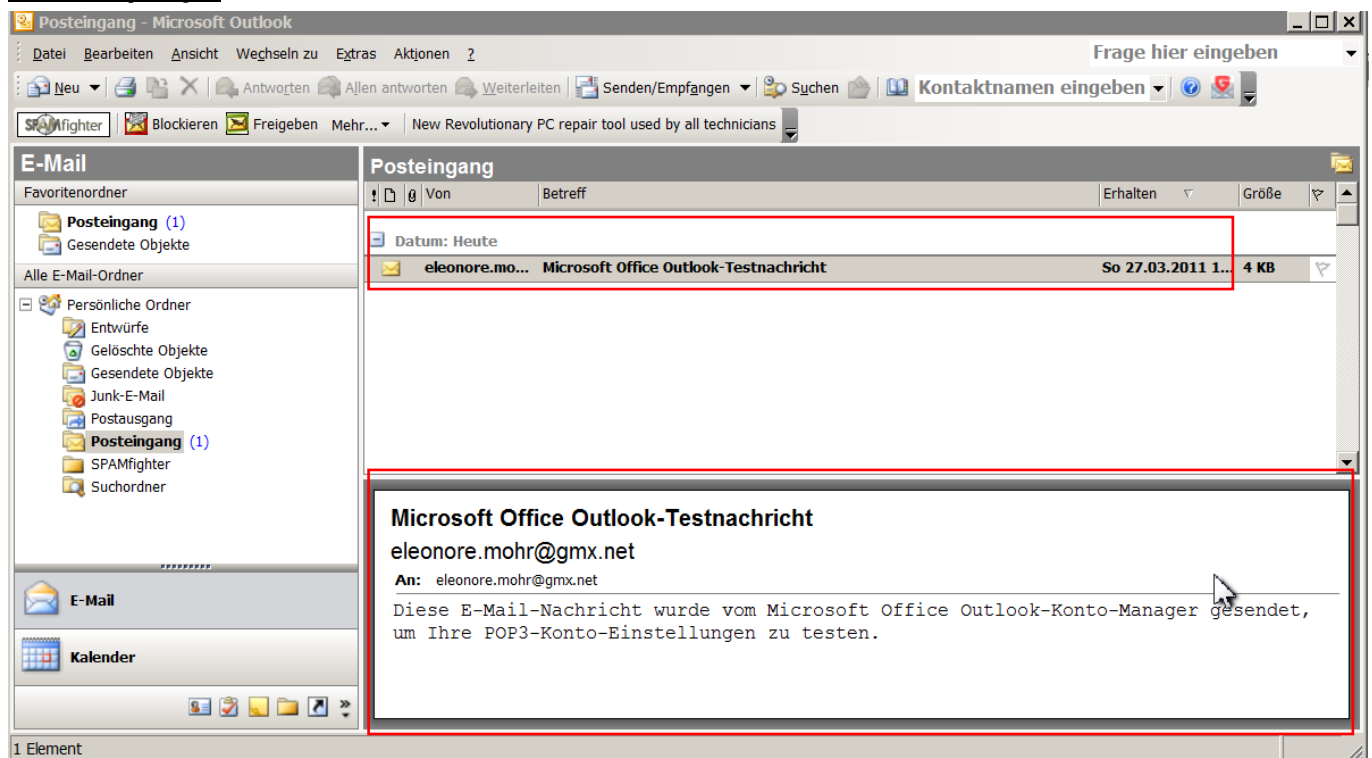 Posteingang - Microsoft Outlook
Datei Bearbeiten Ansicht Wechseln zu Extras Aktionen ? Frage hier eingeben
Neu Antworten Allen antworten Weiterleiten Senden/Empfangen Suchen Kontaktnamen eingeben
SPAMfighter Blockieren Freigeben Mehr... New Revolutionary PC repair tool used by all technicians
E-Mail
Favoritenordner
Posteingang (1)
Gesendete Objekte
Alle E-Mail-Ordner
Persönliche Ordner
Entwürfe
Gelöschte Objekte
Gesendete Objekte
Junk-E-Mail
Postausgang
Posteingang (1)
SPAMfighter
Suchordner
E-Mail
Kalender
Posteingang
Von Betreff Erhalten Größe
Datum: Heute
eleonore.mo... Microsoft Office Outlook-Testnachricht So 27.03.2011 1... 4 KB
Microsoft Office Outlook-Testnachricht
eleonore.mohr@gmx.net
An: eleonore.mohr@gmx.net
Diese E-Mail-Nachricht wurde vom Microsoft Office Outlook-Konto-Manager gesendet,
um Ihre POP3-Konto-Einstellungen zu testen.
1 Element